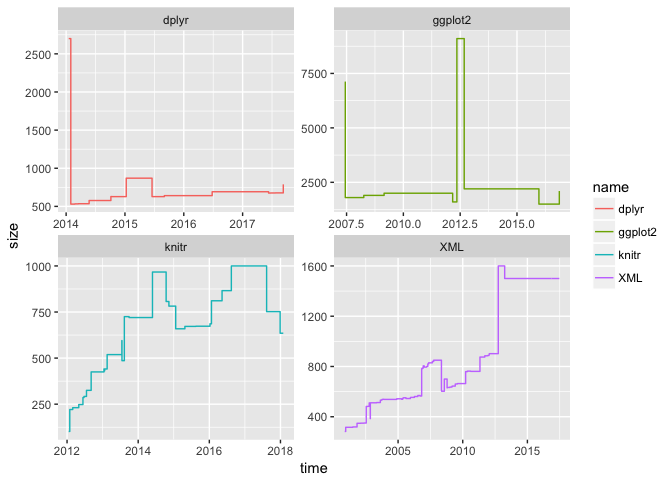 dplyr
ggplot2
2500
2000
1500
1000
500
2014
2015
2016
2017
7500
5000
2500
2007.5
2010.0
2012.5
2015.0
knitr
XML
1000
750
500
250
2012
2014
2016
2018
1600
1200
800
400
2005
2010
2015
size
time
name
dplyr
ggplot2
knitr
XML